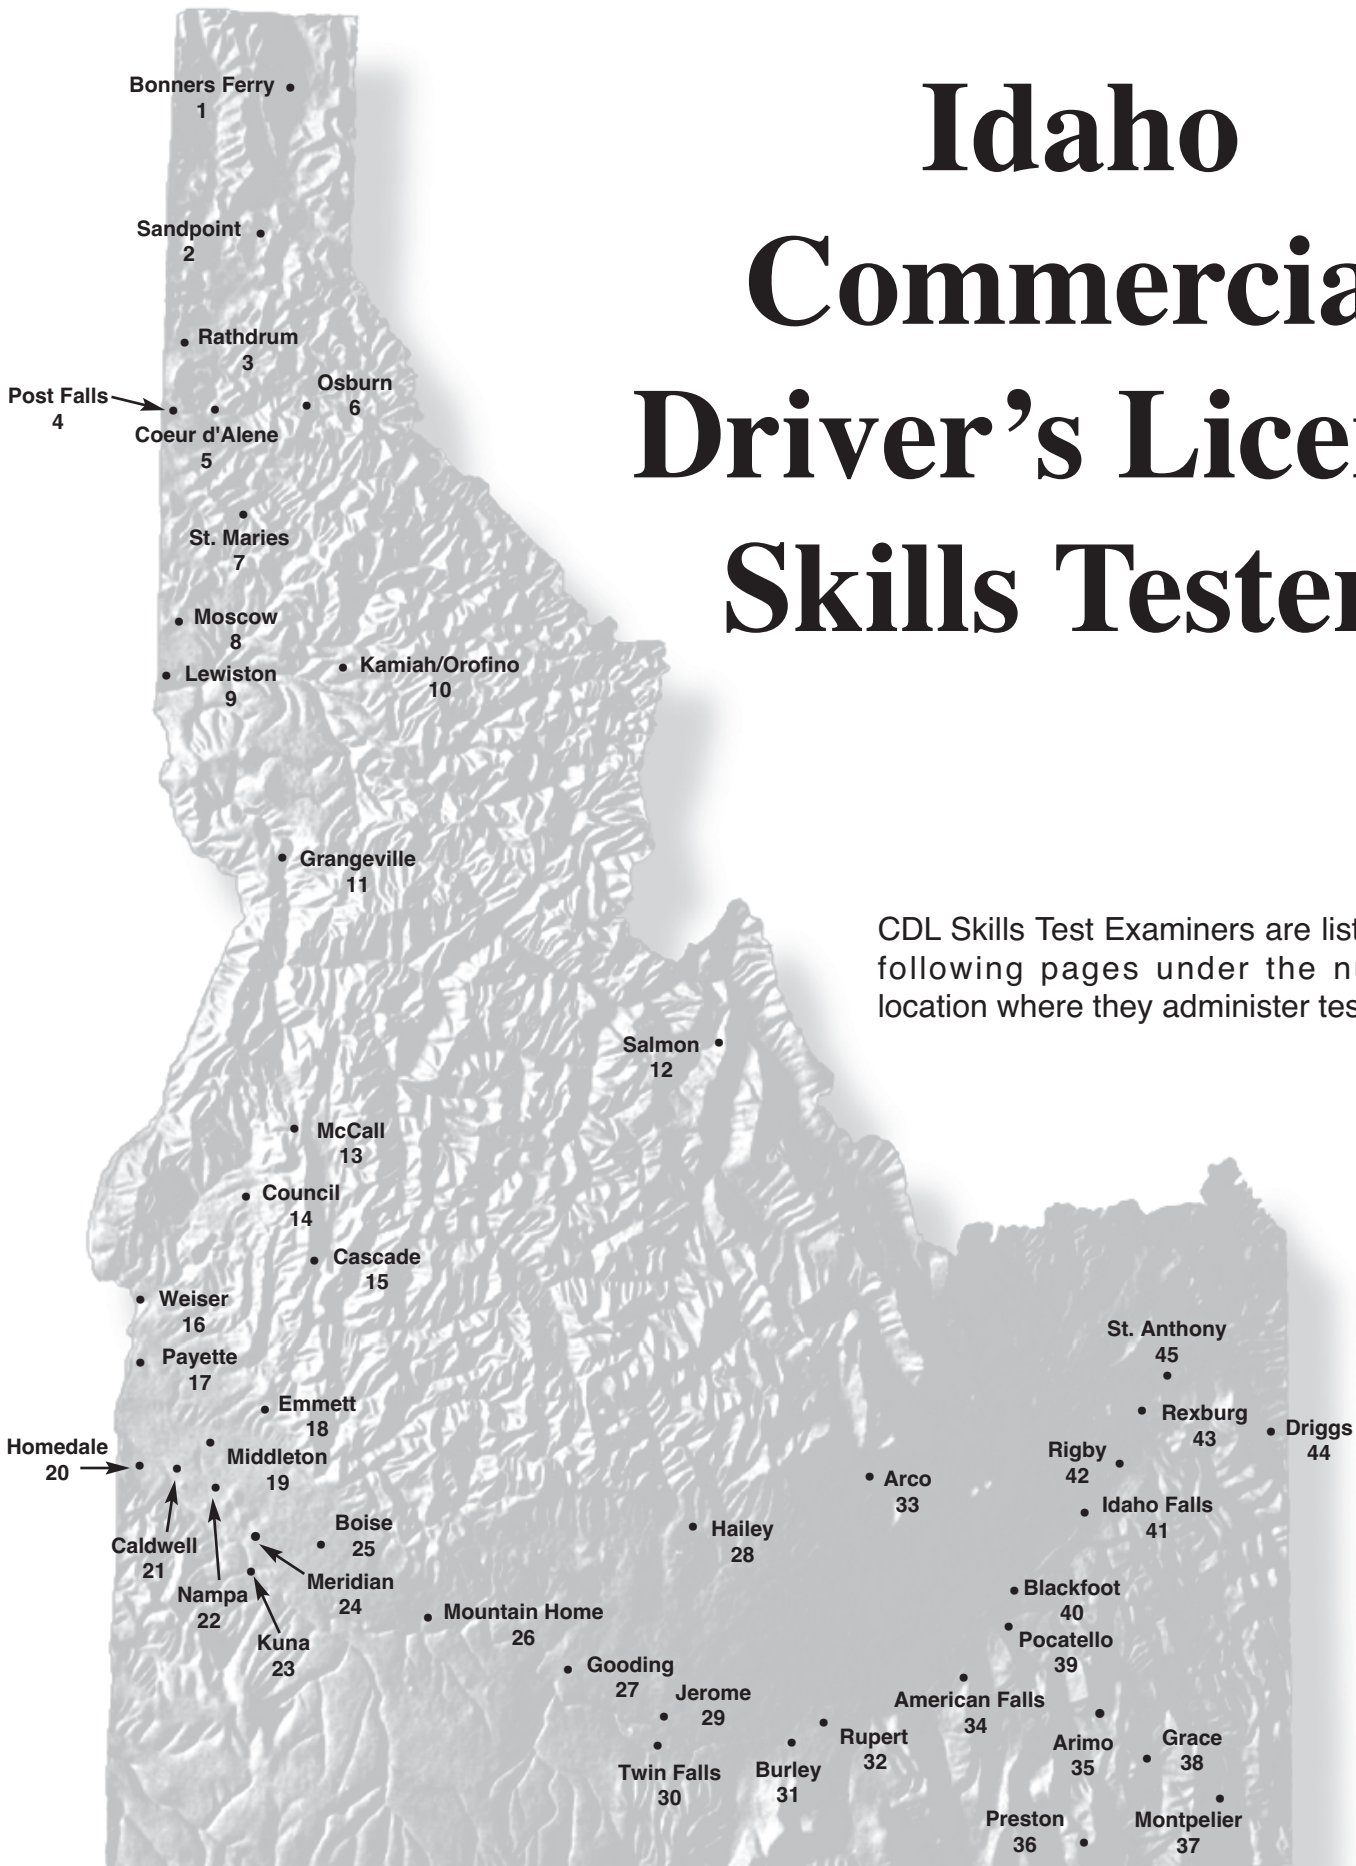 Idaho
Commercia
Driver’s Lice
Skills Tester
CDL Skills Test Examiners are list
following pages under the nu
location where they administer tes
Bonners Ferry
1
Sandpoint
2
Rathdrum
3
Post Falls
4
Coeur d'Alene
5
Osburn
6
St. Maries
7
Moscow
8
Lewiston
9
Kamiah/Orofino
10
Grangeville
11
Salmon
12
McCall
13
Council
14
Cascade
15
Weiser
16
Payette
17
Emmett
18
Middleton
19
Homedale
20
Caldwell
21
Nampa
22
Kuna
23
Meridian
24
Boise
25
Mountain Home
26
Gooding
27
Hailey
28
Jerome
29
Twin Falls
30
Burley
31
Rupert
32
Arco
33
American Falls
34
Arimo
35
Preston
36
Montpelier
37
Grace
38
Pocatello
39
Blackfoot
40
Idaho Falls
41
Rigby
42
Rexburg
43
Driggs
44
St. Anthony
45